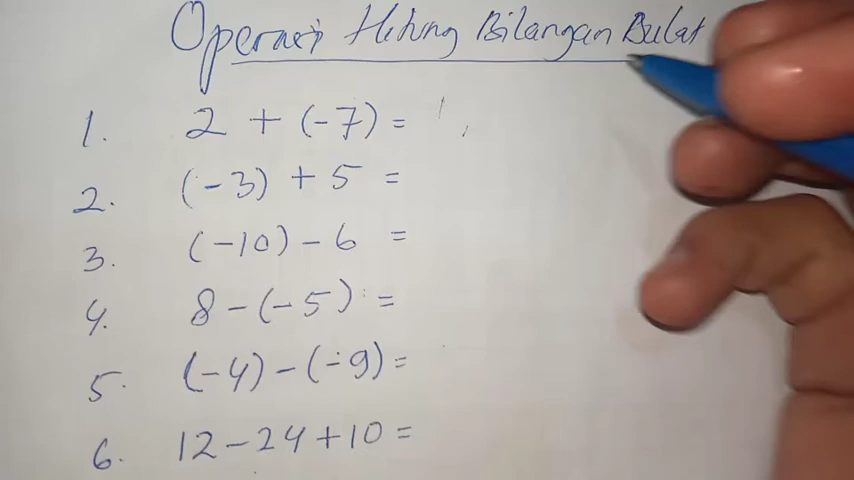 Operasi Hitung Bilangan Bulat
1. 2 + (-7) =
2. (-3) + 5 =
3. (-10) - 6 =
4. 8 - (-5) =
5. (-4) - (-9) =
6. 12 - 24 + 10 =